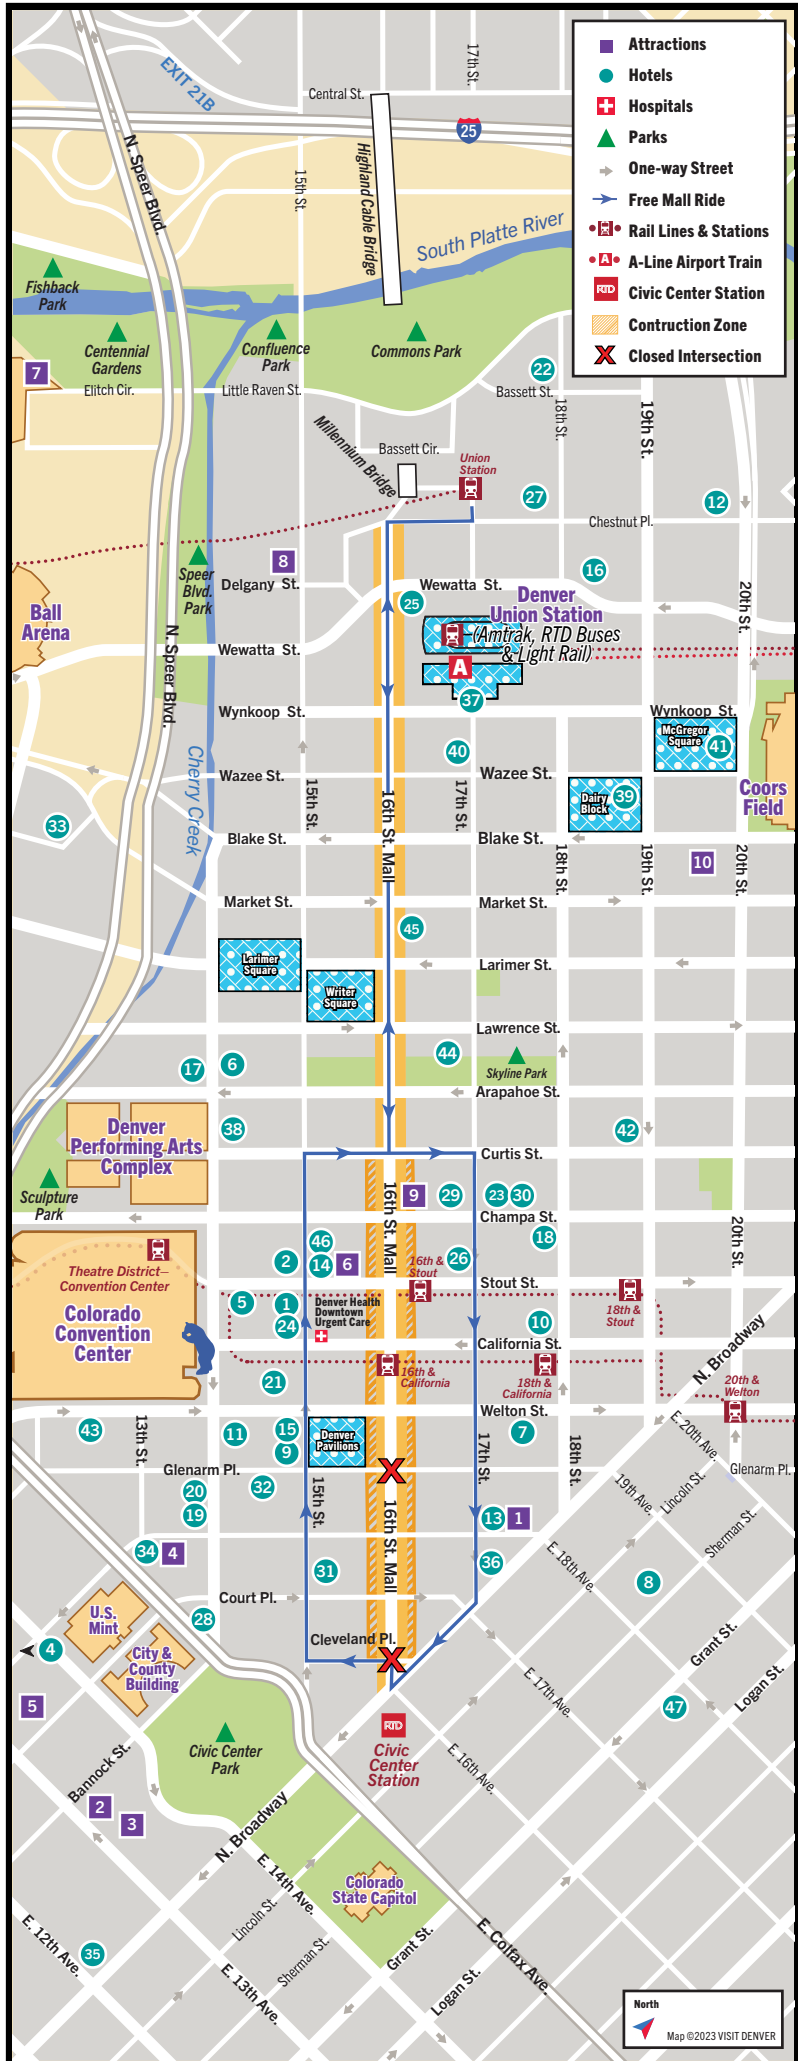 17th St.
Attractions
Hotels
Hospitals
Parks
One-way Street
Free Mall Ride
Rail Lines & Stations
A
A-Line Airport Train
RTD
Civic Center Station
Contruction Zone
Closed Intersection
EXIT 21B
Central St.
25
N. Speer Blvd.
Highland Cable Bridge
15th St.
South Platte River
Fishback
Park
Centennial
Gardens
Confluence
Park
Commons Park
7
22
Elitch Cir.
Little Raven St.
Bassett St.
18th St.
19th St.
Millennium Bridge
Bassett Cir.
Union
Station
27
12
Chestnut Pl.
8
Speer
Blvd.
Park
16
Delgany St.
Wewatta St.
20th St.
Ball
Arena
25
Denver
Union Station
(Amtrak, RTD Buses
& Light Rail)
A
N. Speer Blvd.
Wewatta St.
37
Wynkoop St.
Wynkoop St.
McGregor
Square
41
40
Cherry Creek
Wazee St.
Wazee St.
15th St.
16th St. Mall
17th St.
Dairy
Block
39
Coors
Field
33
Blake St.
Blake St.
18th St.
19th St.
10
20th St.
Market St.
Market St.
45
Larimer
Square
Larimer St.
Writer
Square
Lawrence St.
17
6
44
Skyline Park
Arapahoe St.
38
42
Denver
Performing Arts
Complex
Curtis St.
Sculpture
Park
16th St. Mall
9
29
23
30
Champa St.
20th St.
18
46
2
14
6
16th &
Stout
26
Theatre District–
Convention Center
Stout St.
5
1
24
Denver Health
Downtown
Urgent Care
18th &
Stout
10
Colorado
Convention
Center
California St.
N. Broadway
16th &
California
18th &
California
20th &
Welton
21
Welton St.
43
13th St.
11
15
9
Denver
Pavilions
17th St.
7
18th St.
E. 20th Ave.
Glenarm Pl.
Glenarm Pl.
20
19
32
15th St.
16th St. Mall
13
1
19th Ave.
Lincoln St.
Sherman St.
34
4
31
36
E. 18th Ave.
8
Court Pl.
28
U.S.
Mint
City &
County
Building
4
Cleveland Pl.
Grant St.
Logan St.
5
E. 17th Ave.
47
RTD
Civic
Center
Station
Civic Center
Park
E. 16th Ave.
Bannock St.
2
3
N. Broadway
E. 14th Ave.
Colorado
State Capitol
Lincoln St.
Sherman St.
Grant St.
E. Colfax Ave.
E. 12th Ave.
35
E. 13th Ave.
Logan St.
North
Map ©2023 VISIT DENVER